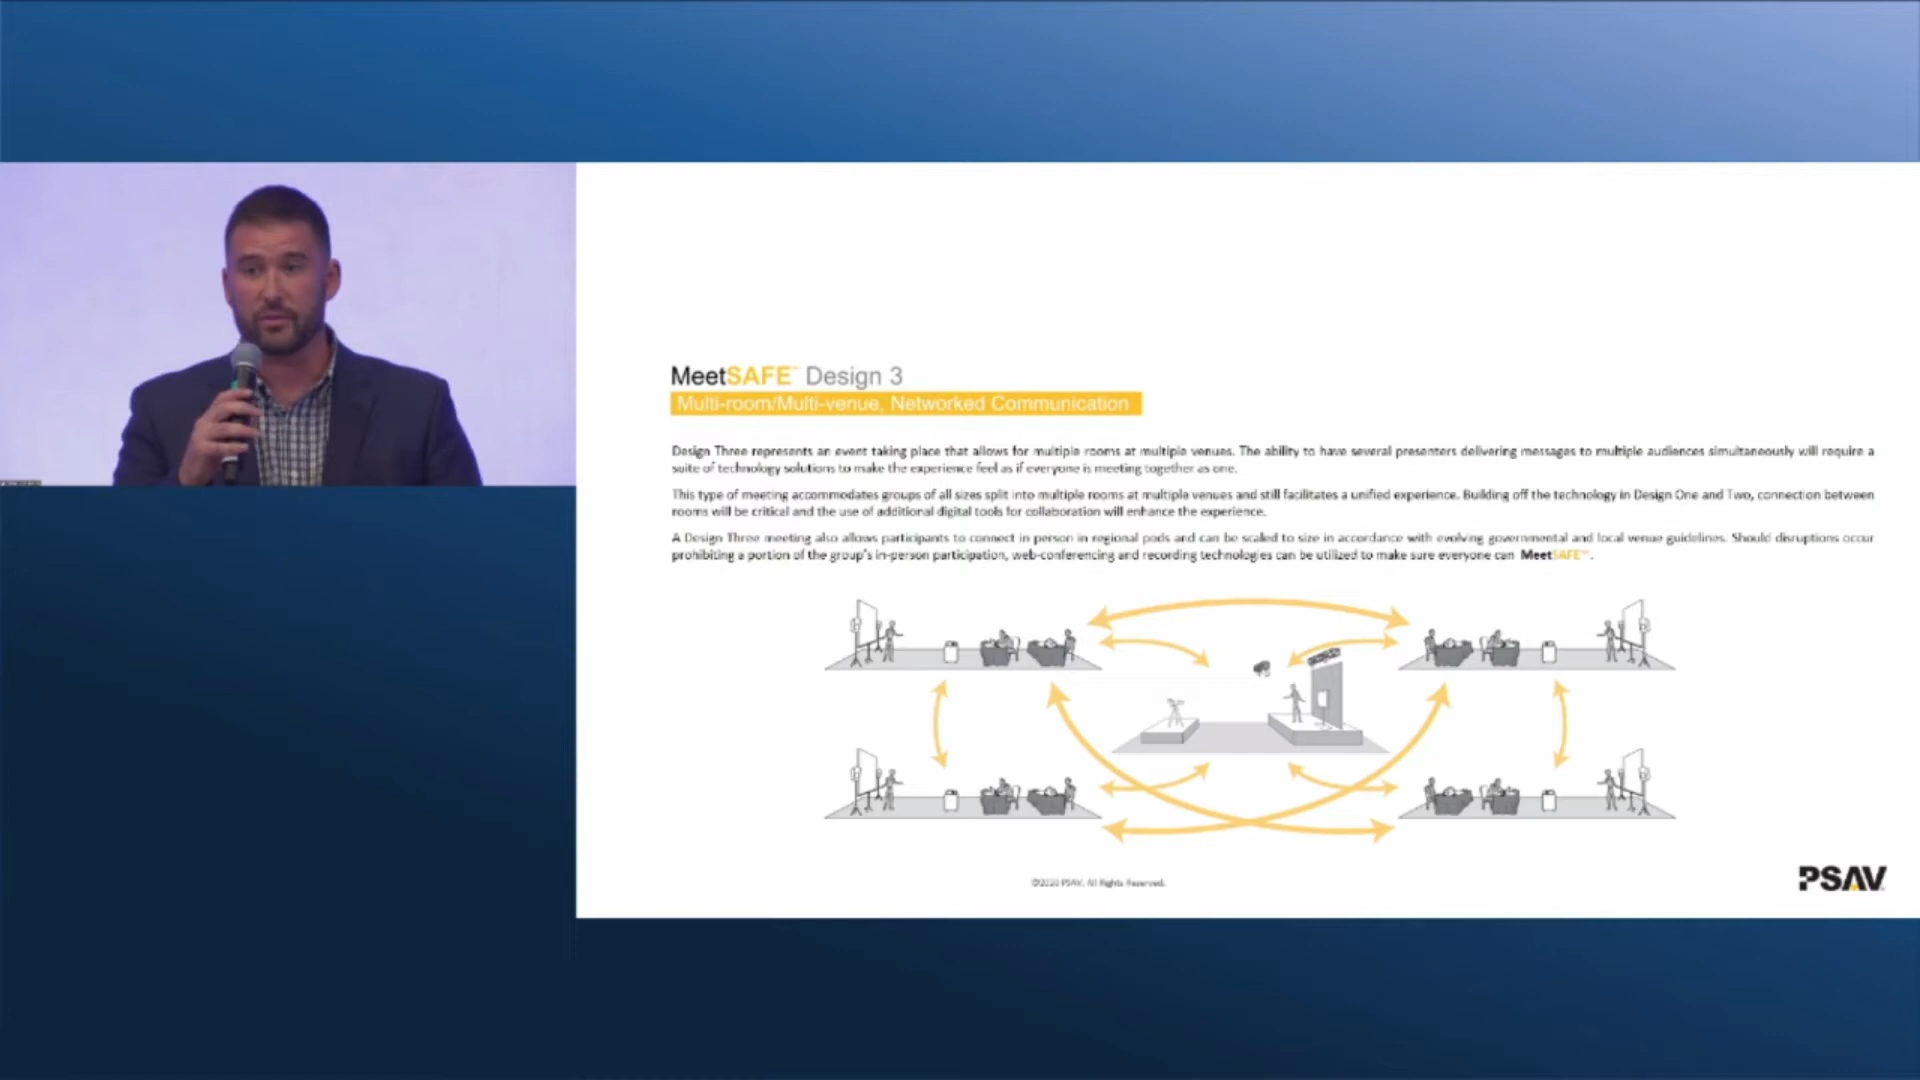 MeetSAFE™ Design 3
Multi-room/Multi-venue, Networked Communication
Design Three represents an event taking place that allows for multiple rooms at multiple venues. The ability to have several presenters delivering messages to multiple audiences simultaneously will require a
suite of technology solutions to make the experience feel as if everyone is meeting together as one.
This type of meeting accommodates groups of all sizes split into multiple rooms at multiple venues and still facilitates a unified experience. Building off the technology in Design One and Two, connection between
rooms will be critical and the use of additional digital tools for collaboration will enhance the experience.
A Design Three meeting also allows participants to connect in person in regional pods and can be scaled to size in accordance with evolving governmental and local venue guidelines. Should disruptions occur
prohibiting a portion of the group's in-person participation, web-conferencing and recording technologies can be utilized to make sure everyone can MeetSAFE™.
©2020 PSAV. All Rights Reserved.
PSAV